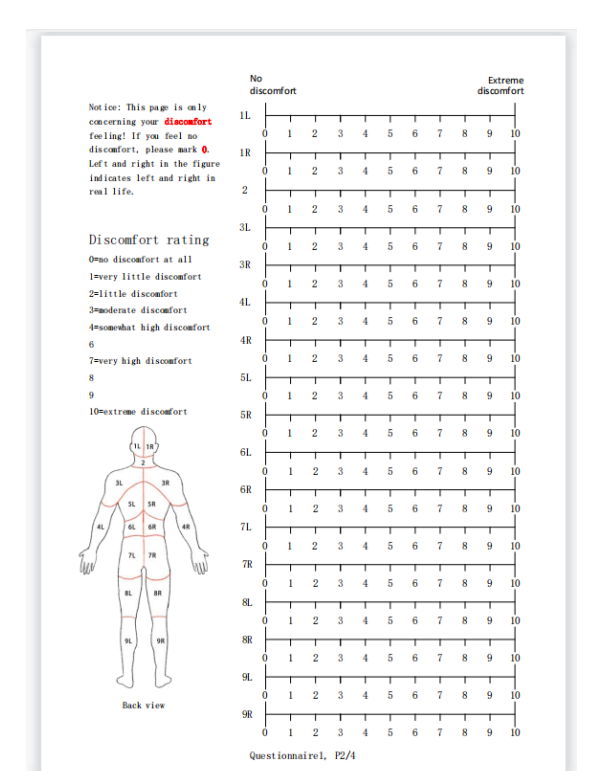 No
discomfort
Extreme
discomfort
Notice: This page is only
concerning your discomfort
feeling! If you feel no
discomfort, please mark 0.
Left and right in the figure
indicates left and right in
real life.
Discomfort rating
0=no discomfort at all
1=very little discomfort
2=little discomfort
3=moderate discomfort
4=somewhat high discomfort
6
7=very high discomfort
8
9
10=extreme discomfort
1L 1R
2
3L 3R
5L 5R
4L 6L 6R 4R
7L 7R
8L 8R
9L 9R
Back view
1L
0 1 2 3 4 5 6 7 8 9 10
1R
0 1 2 3 4 5 6 7 8 9 10
2
0 1 2 3 4 5 6 7 8 9 10
3L
0 1 2 3 4 5 6 7 8 9 10
3R
0 1 2 3 4 5 6 7 8 9 10
4L
0 1 2 3 4 5 6 7 8 9 10
4R
0 1 2 3 4 5 6 7 8 9 10
5L
0 1 2 3 4 5 6 7 8 9 10
5R
0 1 2 3 4 5 6 7 8 9 10
6L
0 1 2 3 4 5 6 7 8 9 10
6R
0 1 2 3 4 5 6 7 8 9 10
7L
0 1 2 3 4 5 6 7 8 9 10
7R
0 1 2 3 4 5 6 7 8 9 10
8L
0 1 2 3 4 5 6 7 8 9 10
8R
0 1 2 3 4 5 6 7 8 9 10
9L
0 1 2 3 4 5 6 7 8 9 10
9R
0 1 2 3 4 5 6 7 8 9 10
Questionnaire1, P2/4